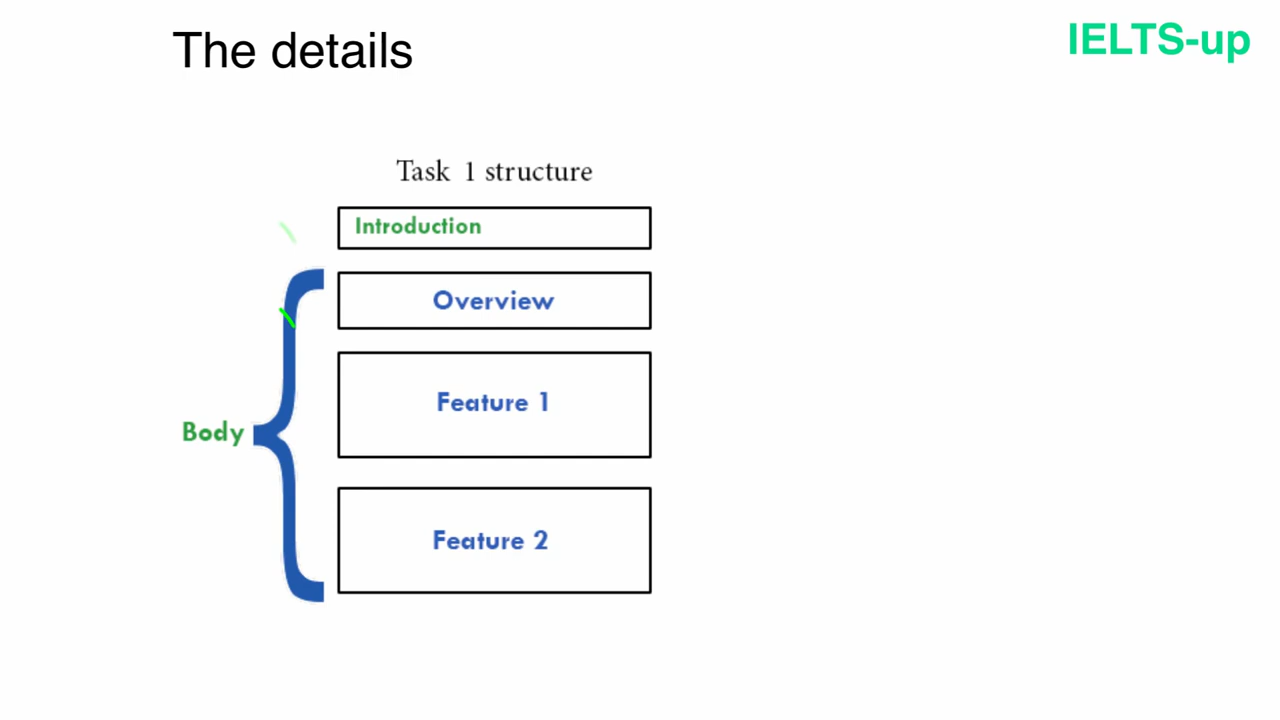 The details
IELTS-up
Task 1 structure
Introduction
Overview
Feature 1
Body
Feature 2